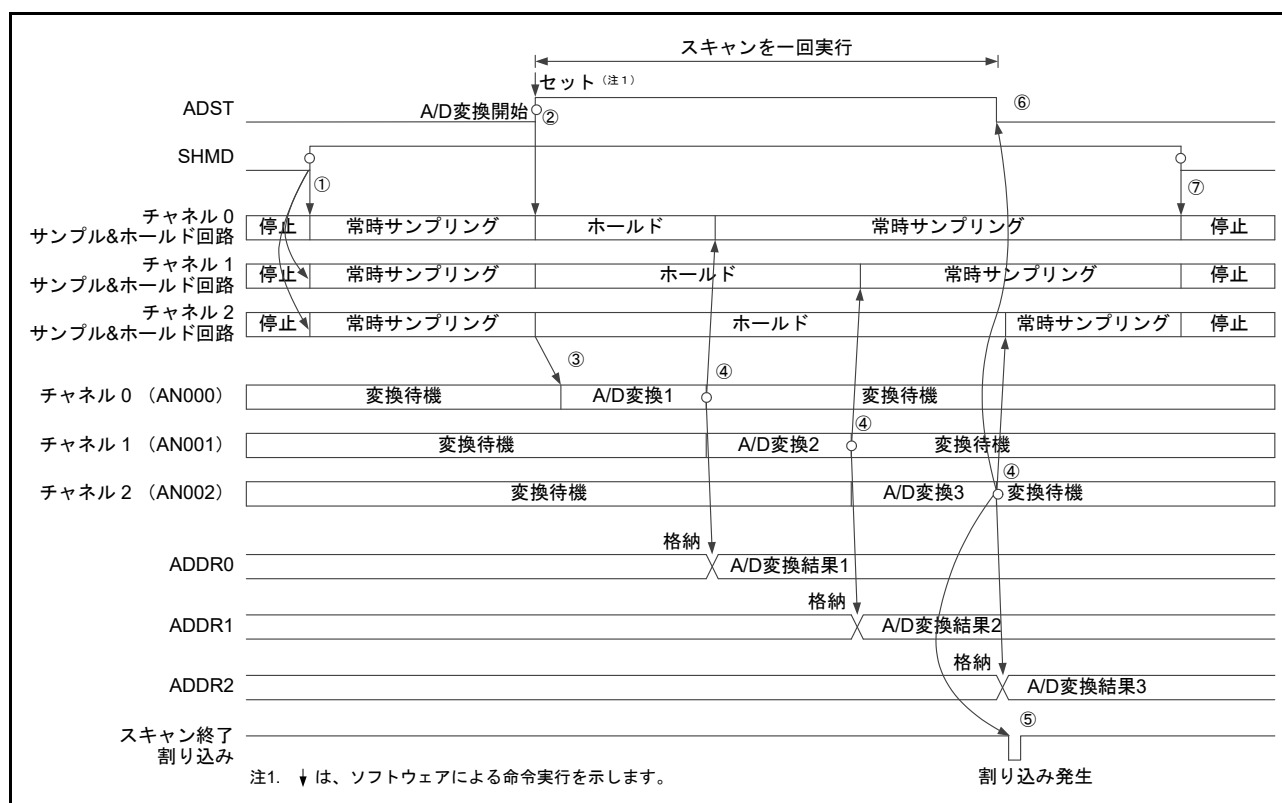 スキャンを一回実行
セット（注1）
ADST
A/D変換開始
②
⑥
SHMD
①
⑦
チャネル 0
サンプル&ホールド回路
停止
常時サンプリング
ホールド
常時サンプリング
停止
チャネル 1
サンプル&ホールド回路
停止
常時サンプリング
ホールド
常時サンプリング
停止
チャネル 2
サンプル&ホールド回路
停止
常時サンプリング
ホールド
常時サンプリング
停止
③
④
チャネル 0 （AN000）
変換待機
A/D変換1
変換待機
④
チャネル 1 （AN001）
変換待機
A/D変換2
変換待機
④
チャネル 2 （AN002）
変換待機
A/D変換3
変換待機
格納
ADDR0
A/D変換結果1
格納
ADDR1
A/D変換結果2
格納
ADDR2
A/D変換結果3
⑤
スキャン終了
割り込み
注1. ↓ は、ソフトウェアによる命令実行を示します。
割り込み発生